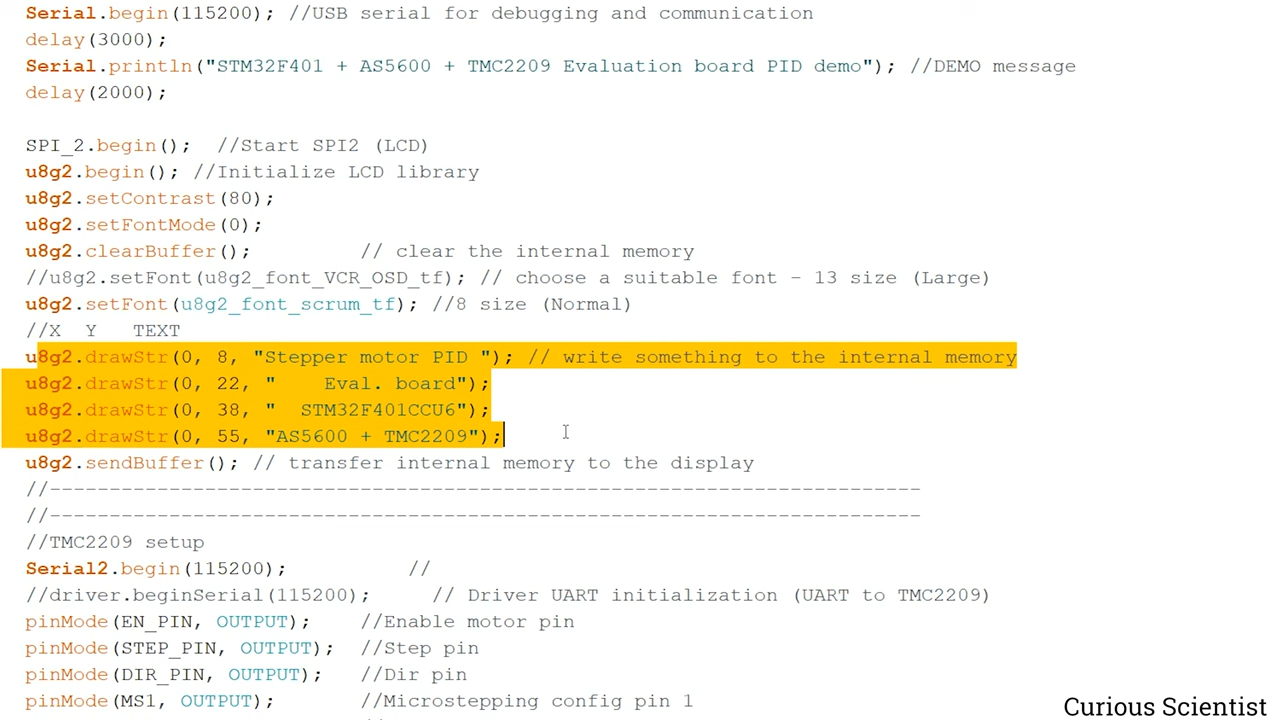 Serial.begin(115200); //USB serial for debugging and communication
delay(3000);
Serial.println("STM32F401 + AS5600 + TMC2209 Evaluation board PID demo"); //DEMO message
delay(2000);
SPI_2.begin();  //Start SPI2 (LCD)
u8g2.begin(); //Initialize LCD library
u8g2.setContrast(80);
u8g2.setFontMode(0);
u8g2.clearBuffer();         // clear the internal memory
//u8g2.setFont(u8g2_font_VCR_OSD_tf); // choose a suitable font - 13 size (Large)
u8g2.setFont(u8g2_font_scrum_tf); //8 size (Normal)
//X  Y   TEXT
u8g2.drawStr(0, 8, "Stepper motor PID "); // write something to the internal memory
u8g2.drawStr(0, 22, "    Eval. board");
u8g2.drawStr(0, 38, "  STM32F401CCU6");
u8g2.drawStr(0, 55, "AS5600 + TMC2209");
u8g2.sendBuffer(); // transfer internal memory to the display
//-------------------------------------------------------------------------
//-------------------------------------------------------------------------
//TMC2209 setup
Serial2.begin(115200);          //
//driver.beginSerial(115200);     // Driver UART initialization (UART to TMC2209)
pinMode(EN_PIN, OUTPUT);    //Enable motor pin
pinMode(STEP_PIN, OUTPUT);  //Step pin
pinMode(DIR_PIN, OUTPUT);   //Dir pin
pinMode(MS1, OUTPUT);       //Microstepping config pin 1
Curious Scientist